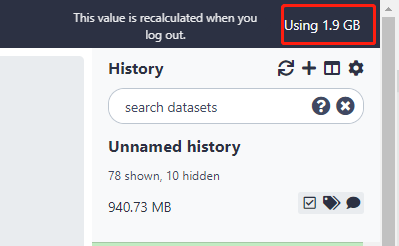 This value is recalculated when you
log out.
Using 1.9 GB
History
search datasets
Unnamed history
78 shown, 10 hidden
940.73 MB